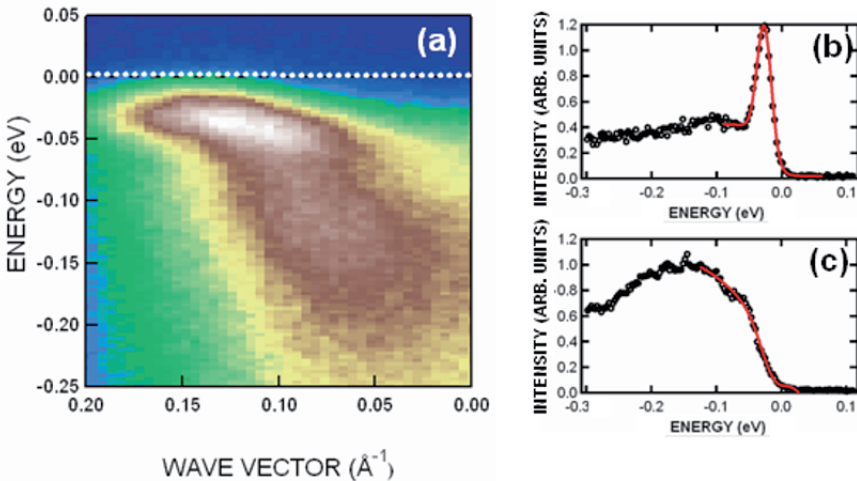 (a)
0.05
0.00
-0.05
-0.10
-0.15
-0.20
-0.25
ENERGY (eV)
0.20 0.15 0.10 0.05 0.00
WAVE VECTOR (Å⁻¹)
(b)
INTENSITY (ARB. UNITS)
1.2
1.0
0.8
0.6
0.4
0.2
0.0
-0.3 -0.2 -0.1 0.0 0.1
ENERGY (eV)
(c)
INTENSITY (ARB. UNITS)
1.2
1.0
0.8
0.6
0.4
0.2
0.0
-0.3 -0.2 -0.1 0.0 0.1
ENERGY (eV)